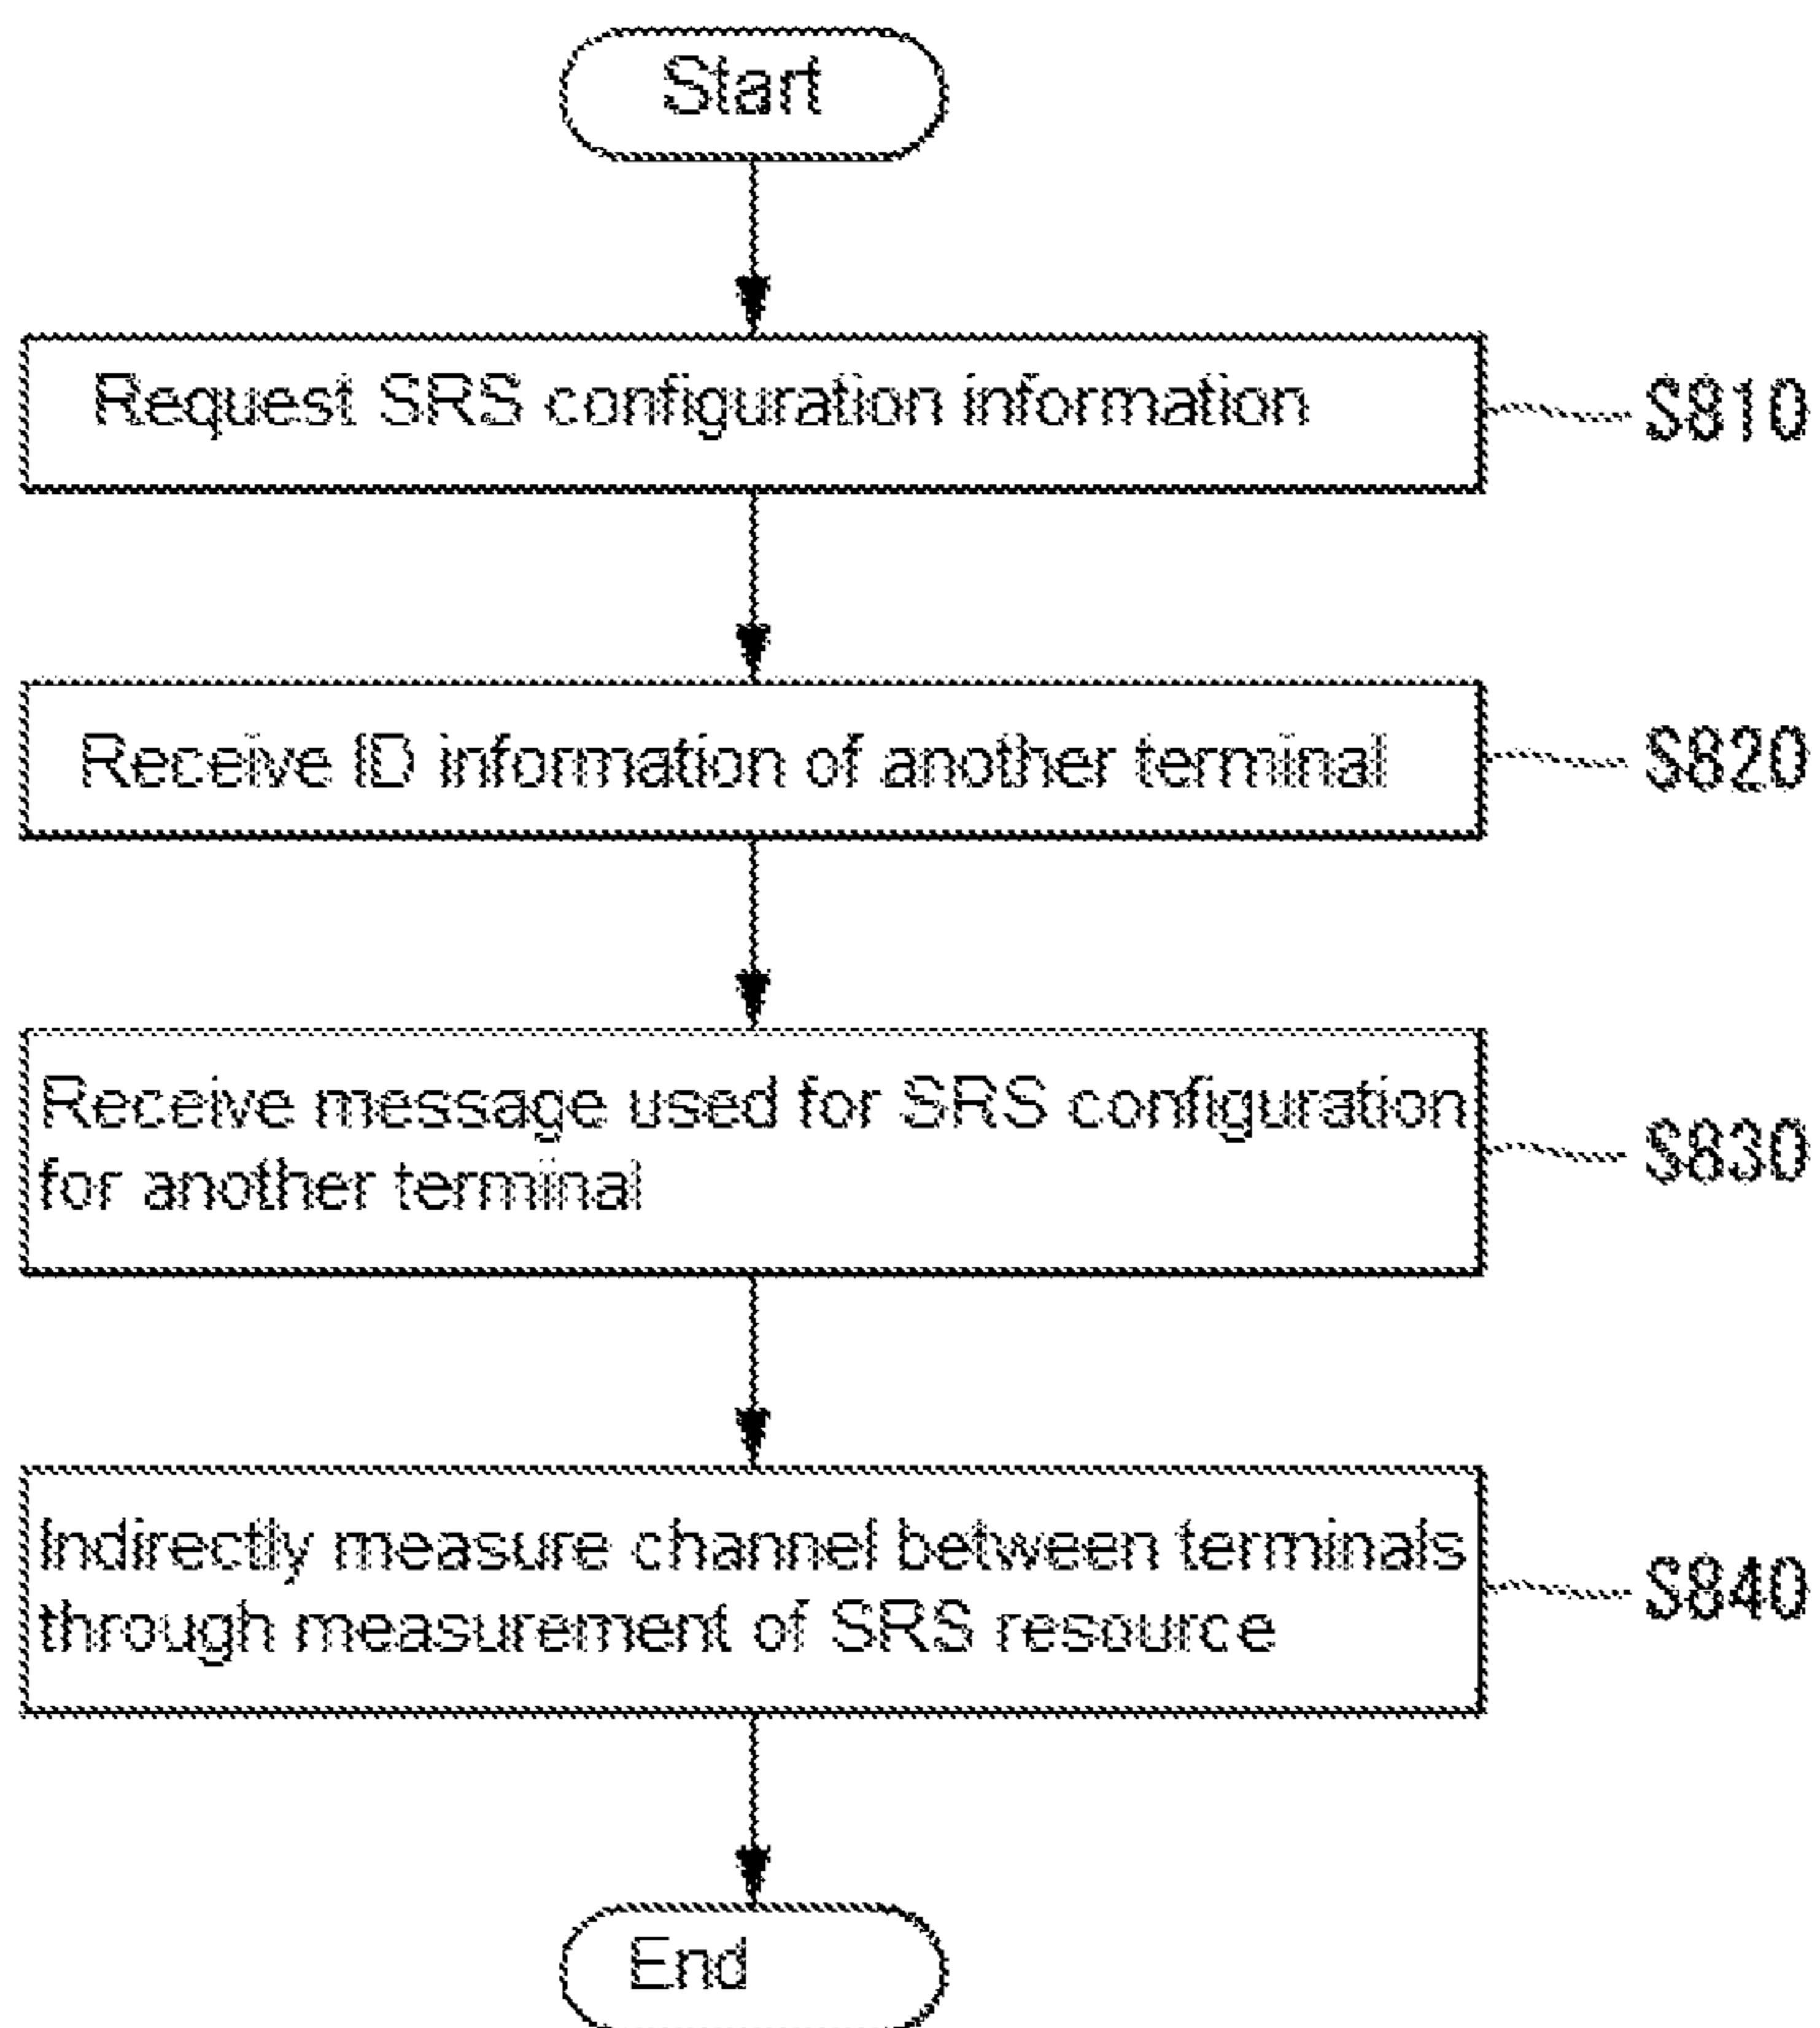 Start
Request SRS configuration information
S810
Receive ID information of another terminal
S820
Receive message used for SRS configuration
for another terminal
S830
Indirectly measure channel between terminals
through measurement of SRS resource
S840
End